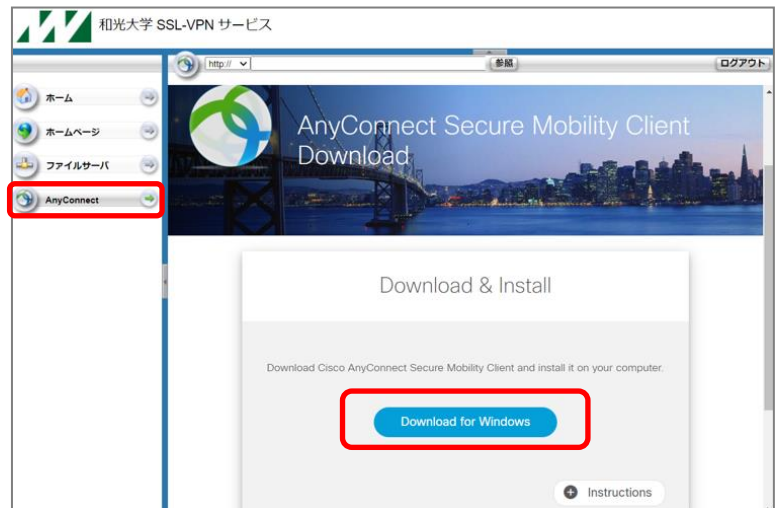 和光大学 SSL-VPN サービス
http://
参照
ログアウト
ホーム
ホームページ
ファイルサーバ
AnyConnect
AnyConnect Secure Mobility Client
Download
Download & Install
Download Cisco AnyConnect Secure Mobility Client and install it on your computer.
Download for Windows
Instructions